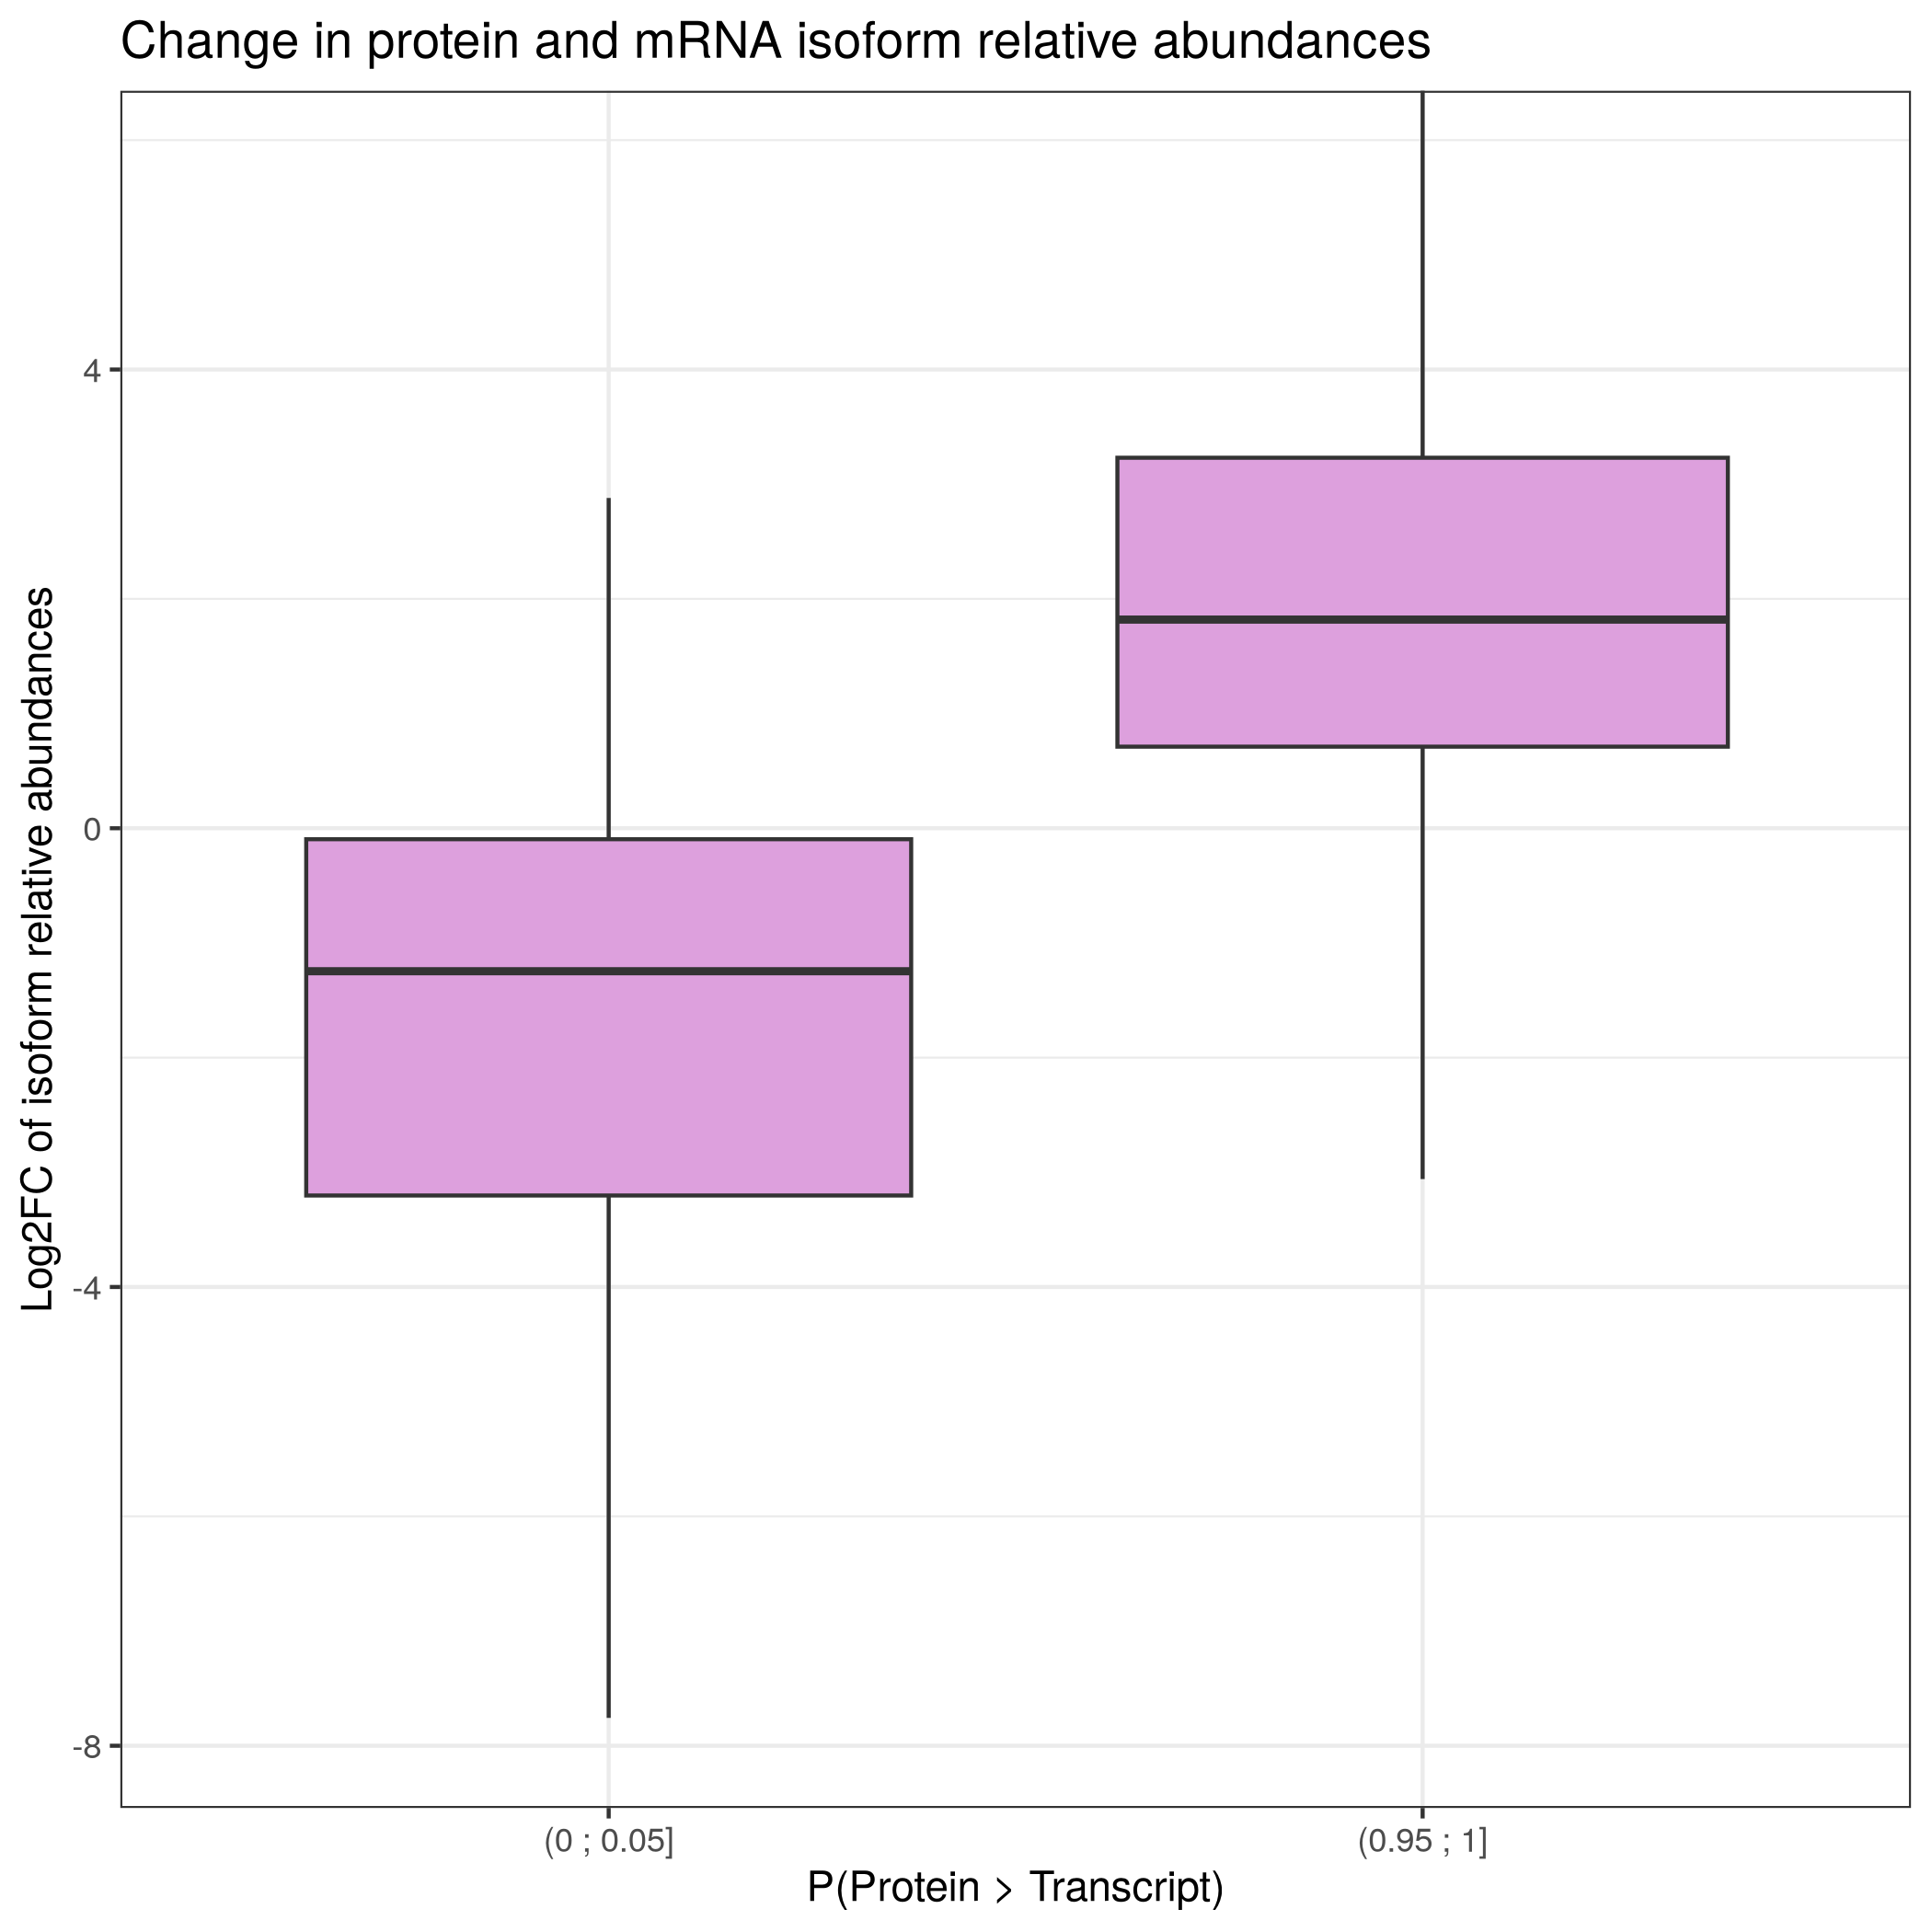 Change in protein and mRNA isoform relative abundances
Log2FC of isoform relative abundances
4
0
-4
-8
(0 ; 0.05]
(0.95 ; 1]
P(Protein > Transcript)